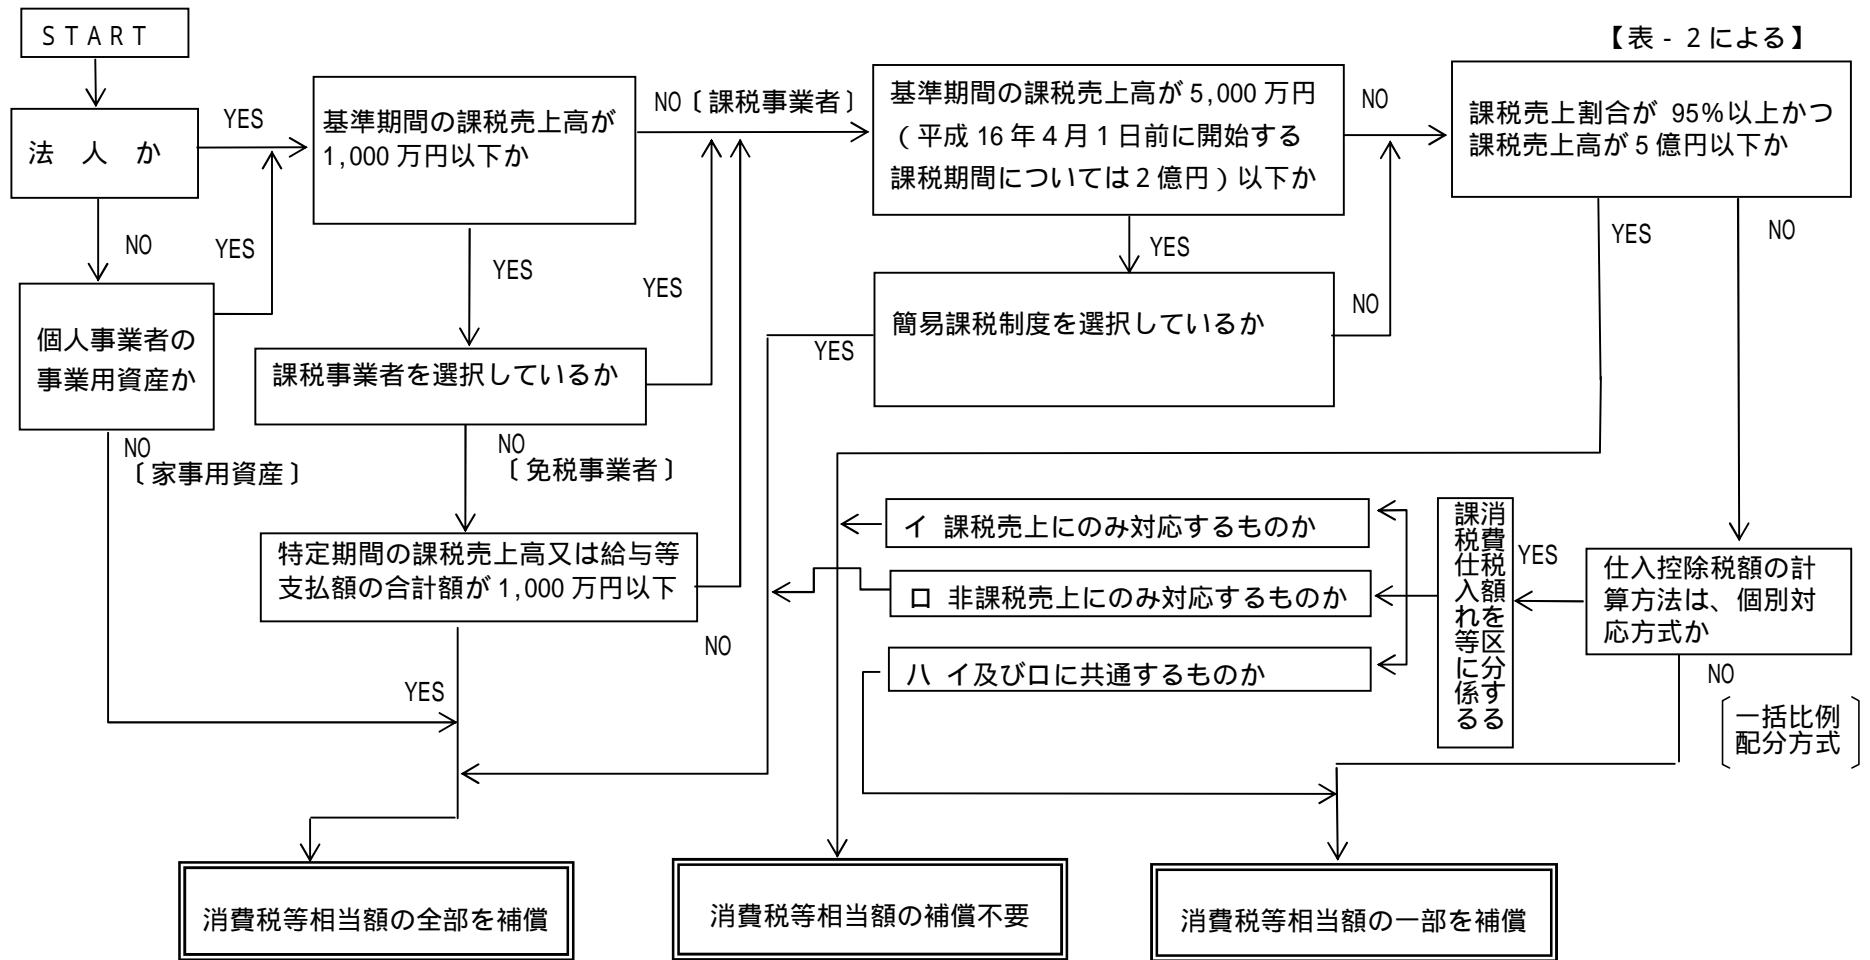 START
【表-2による】
法人か
YES
NO
基準期間の課税売上高が
1,000万円以下か
NO〔課税事業者〕
基準期間の課税売上高が5,000万円
(平成16年4月1日前に開始する
課税期間については2億円)以下か
NO
課税売上割合が 95%以上かつ
課税売上高が5億円以下か
YES
NO
個人事業者の
事業用資産か
YES
NO
〔家事用資産〕
YES
課税事業者を選択しているか
YES
NO
〔免税事業者〕
YES
簡易課税制度を選択しているか
NO
YES
特定期間の課税売上高又は給与等
支払額の合計額が1,000万円以下
NO
YES
イ 課税売上にのみ対応するものか
ロ 非課税売上にのみ対応するものか
ハ イ及びロに共通するものか
課税仕入れ等に係る
消費税額を区分する
YES
仕入控除税額の計
算方法は、個別対
応方式か
NO
一括比例
配分方式
消費税等相当額の全部を補償
消費税等相当額の補償不要
消費税等相当額の一部を補償